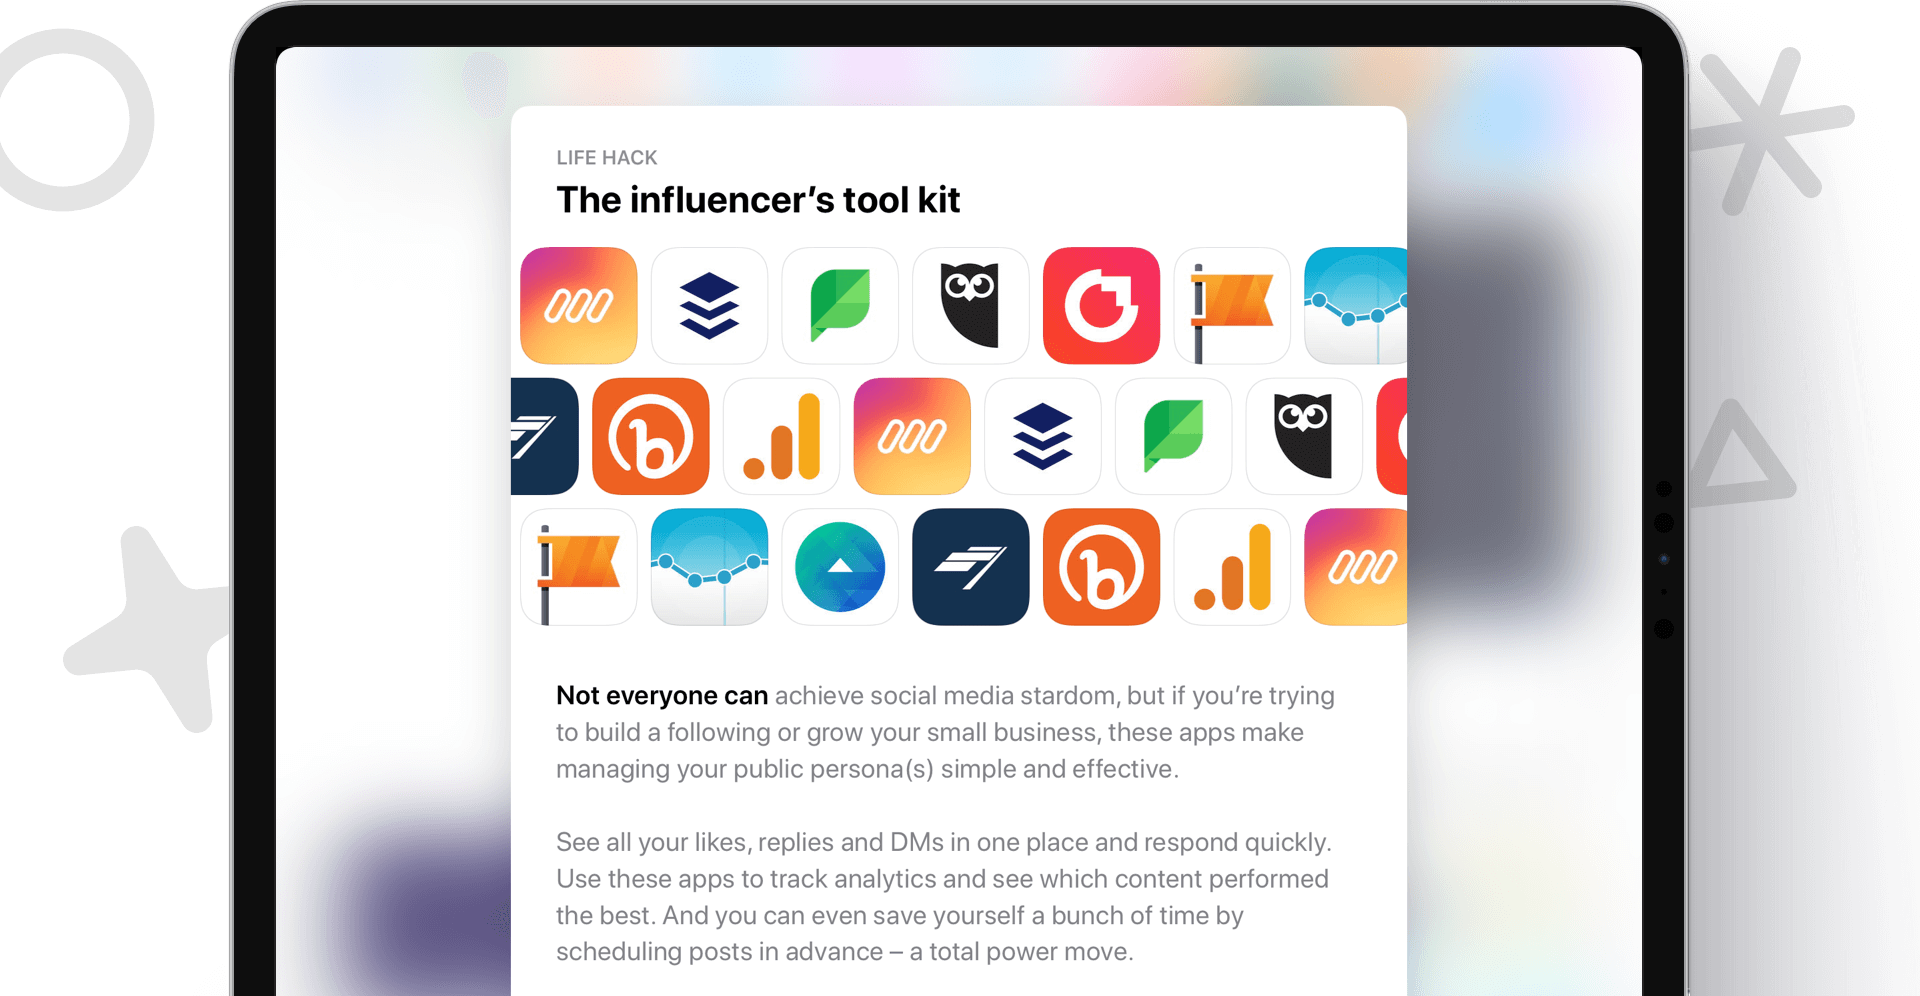 LIFE HACK
The influencer’s tool kit
Not everyone can achieve social media stardom, but if you’re trying
to build a following or grow your small business, these apps make
managing your public persona(s) simple and effective.
See all your likes, replies and DMs in one place and respond quickly.
Use these apps to track analytics and see which content performed
the best. And you can even save yourself a bunch of time by
scheduling posts in advance – a total power move.